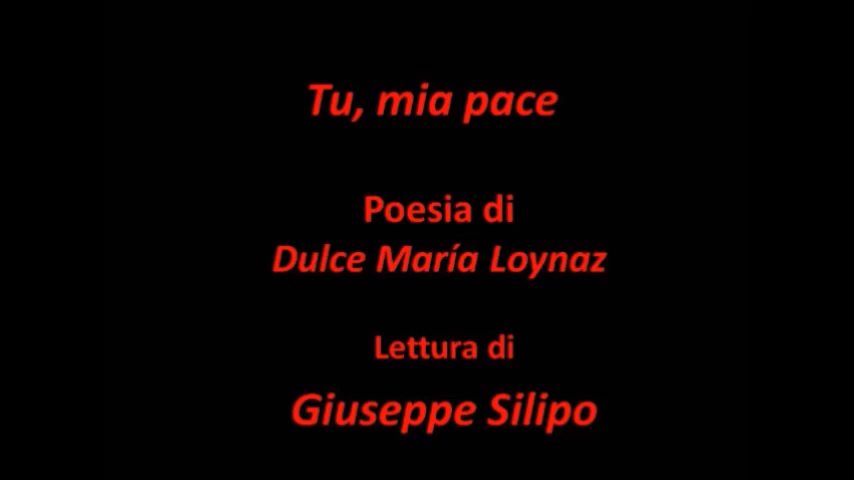 Tu, mia pace
Poesia di
Dulce María Loynaz
Lettura di
Giuseppe Silipo